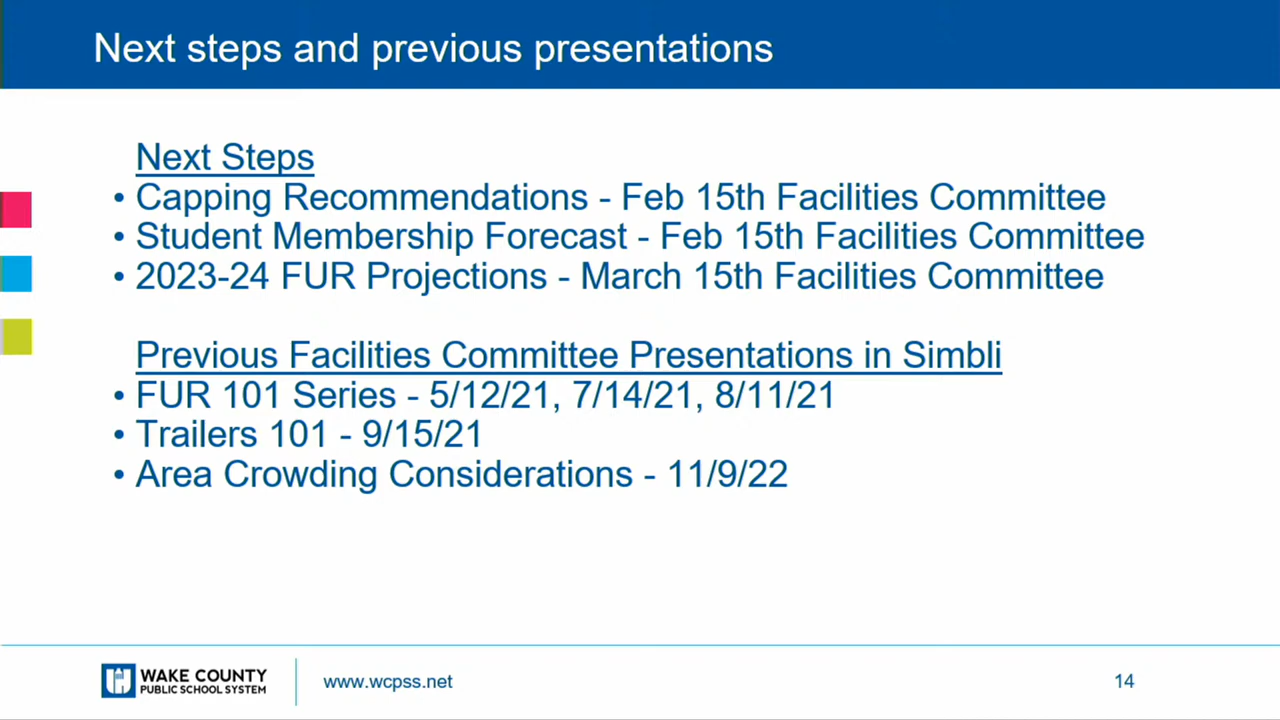 Next steps and previous presentations
Next Steps
• Capping Recommendations - Feb 15th Facilities Committee
• Student Membership Forecast - Feb 15th Facilities Committee
• 2023-24 FUR Projections - March 15th Facilities Committee
Previous Facilities Committee Presentations in Simbli
• FUR 101 Series - 5/12/21, 7/14/21, 8/11/21
• Trailers 101 - 9/15/21
• Area Crowding Considerations - 11/9/22
WAKE COUNTY
PUBLIC SCHOOL SYSTEM
www.wcpss.net
14